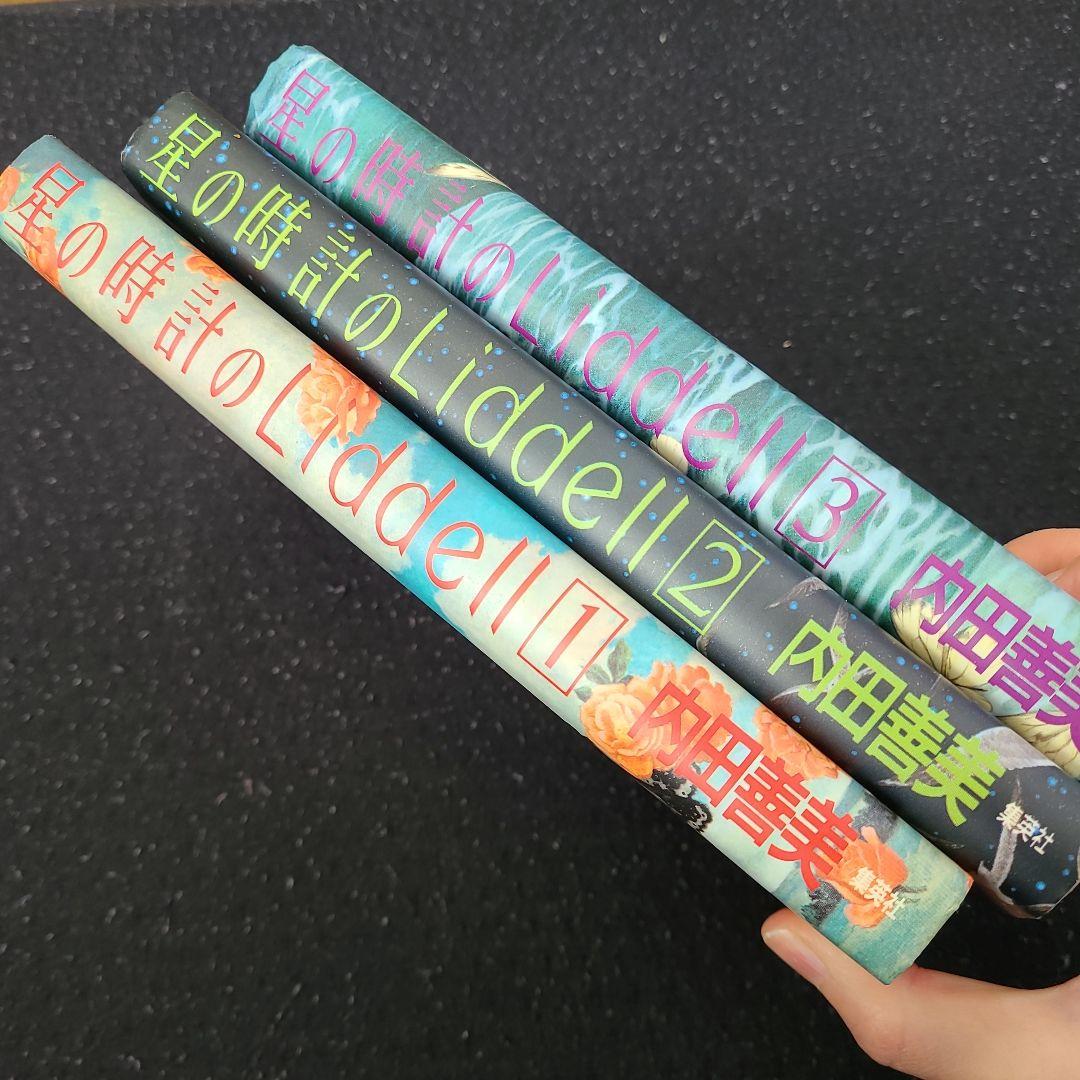 星の時計のLiddell 1 内田善美 集英社
星の時計のLiddell 2 内田善美 集英社
星の時計のLiddell 3 内田善美